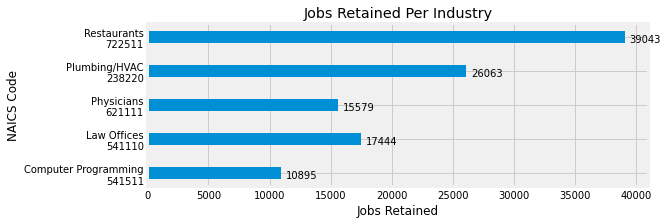 Jobs Retained Per Industry
NAICS Code
Restaurants
722511
39043
Plumbing/HVAC
238220
26063
Physicians
621111
15579
Law Offices
541110
17444
Computer Programming
541511
10895
0 5000 10000 15000 20000 25000 30000 35000 40000
Jobs Retained